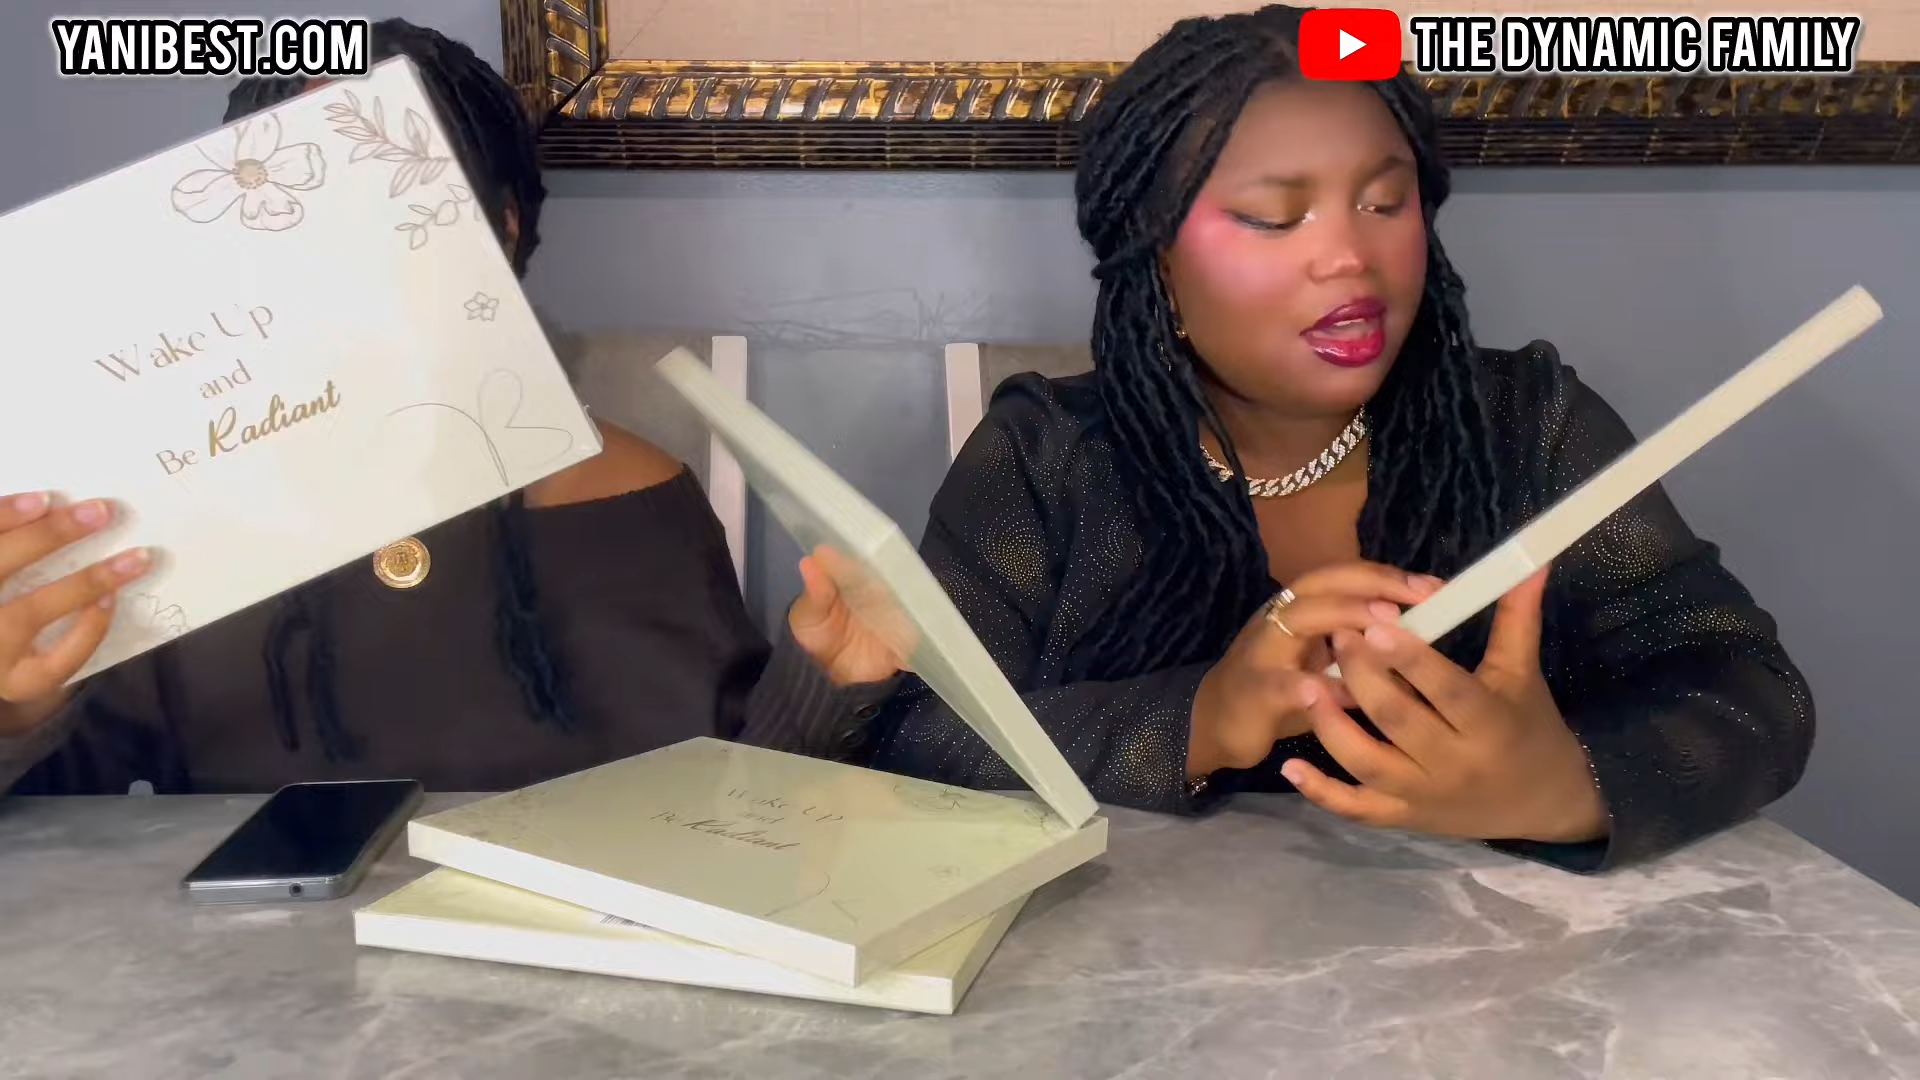 YANIBEST.COM
THE DYNAMIC FAMILY
Wake Up
and
Be Radiant
Wake Up
and
Be Radiant